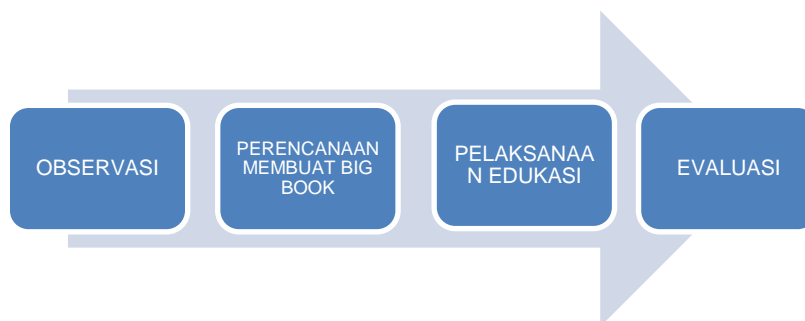 OBSERVASI
PERENCANAAN
MEMBUAT BIG
BOOK
PELAKSANAA
N EDUKASI
EVALUASI